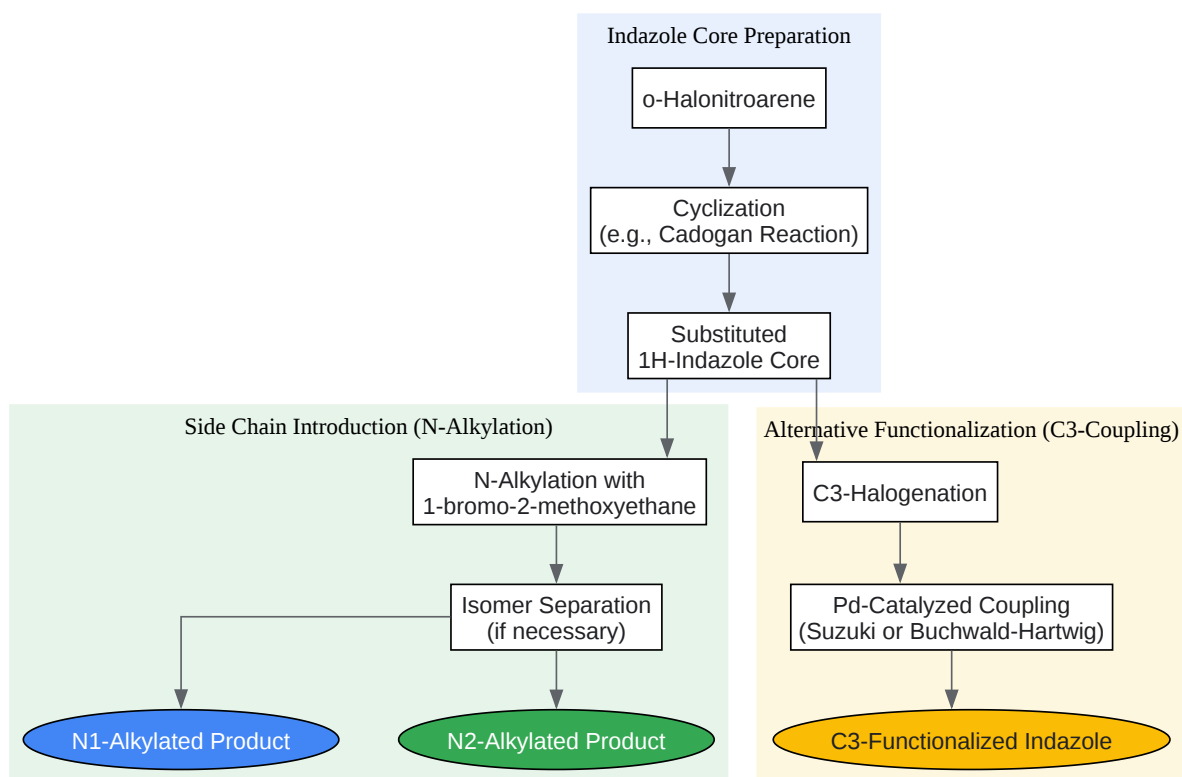 Indazole Core Preparation
o-Halonitroarene
Cyclization
(e.g., Cadogan Reaction)
Substituted
1H-Indazole Core
Side Chain Introduction (N-Alkylation)
N-Alkylation with
1-bromo-2-methoxyethane
Isomer Separation
(if necessary)
N1-Alkylated Product
N2-Alkylated Product
Alternative Functionalization (C3-Coupling)
C3-Halogenation
Pd-Catalyzed Coupling
(Suzuki or Buchwald-Hartwig)
C3-Functionalized Indazole